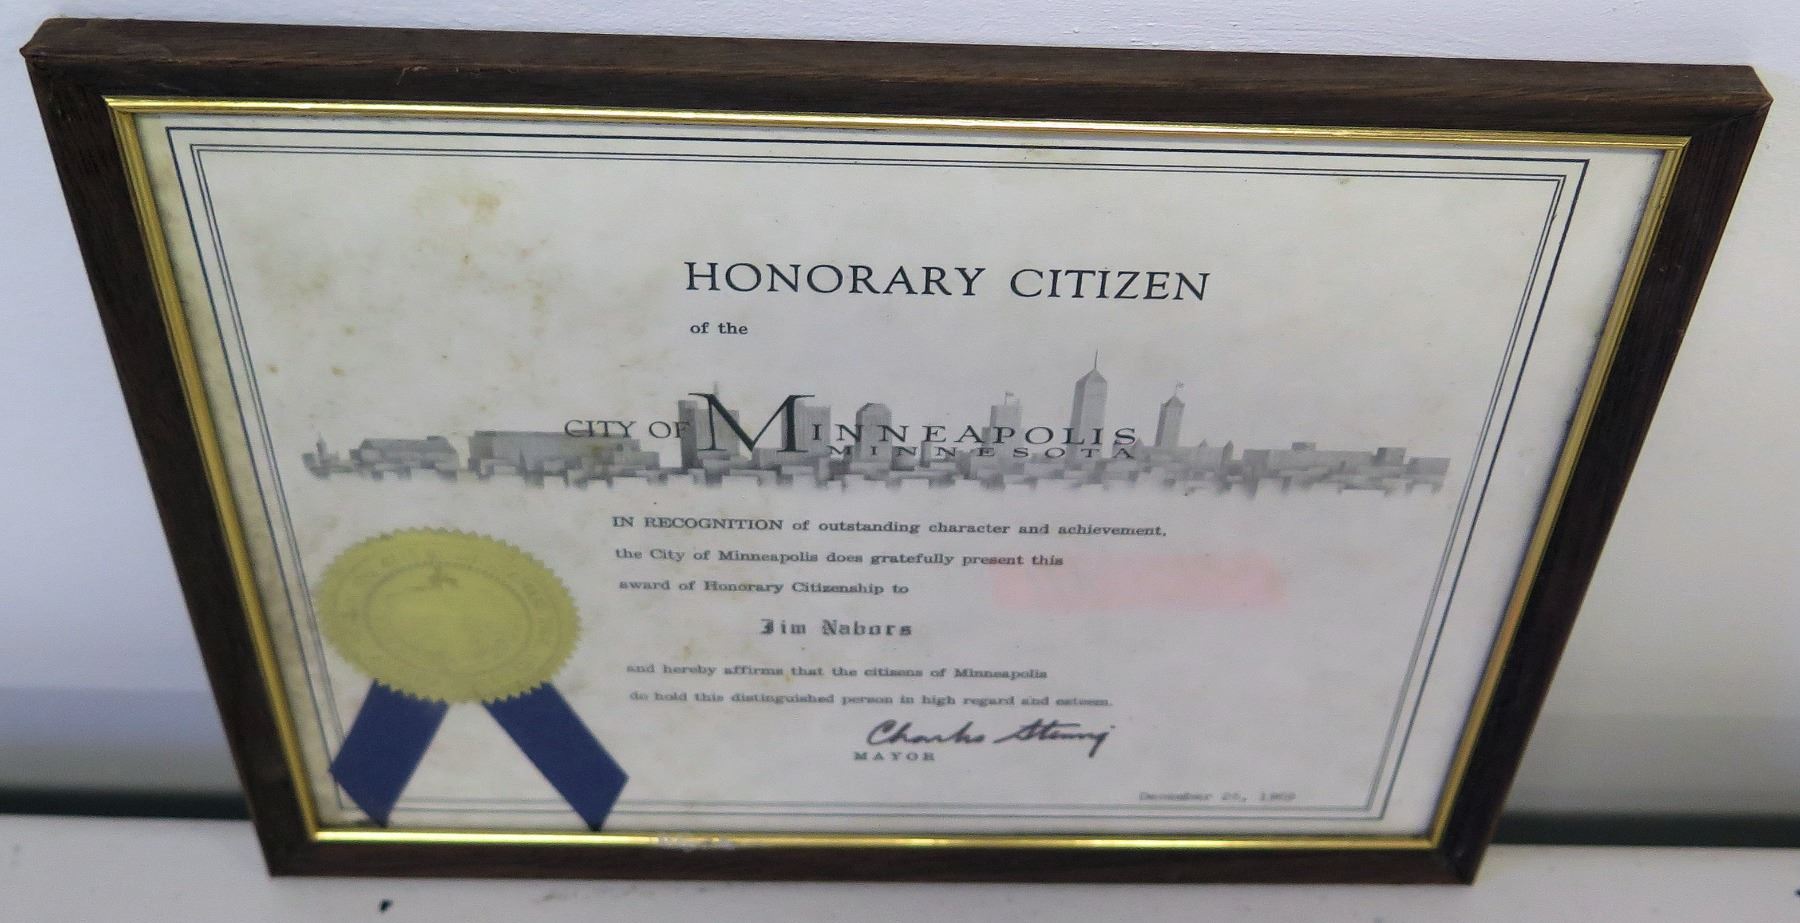 HONORARY CITIZEN
of the
CITY OF MINNEAPOLIS
MINNESOTA
IN RECOGNITION of outstanding character and achievement,
the City of Minneapolis does gratefully present this
award of Honorary Citizenship to
Jim Nabors
and hereby affirms that the citizens of Minneapolis
do hold this distinguished person in high regard and esteem.
Charles Stenvig
MAYOR
December 1969